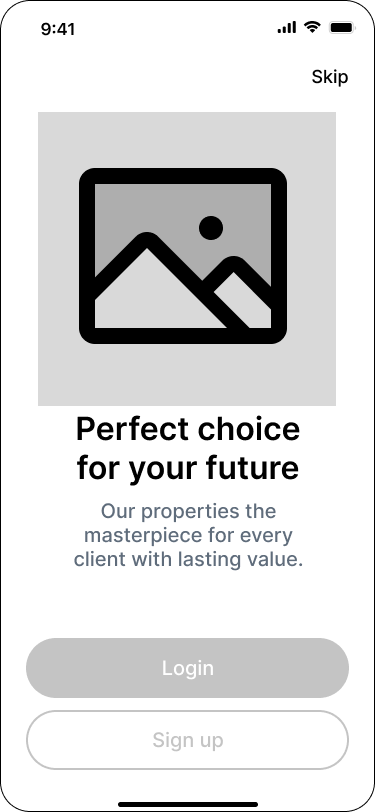 9:41
Skip
Perfect choice
for your future
Our properties the
masterpiece for every
client with lasting value.
Login
Sign up